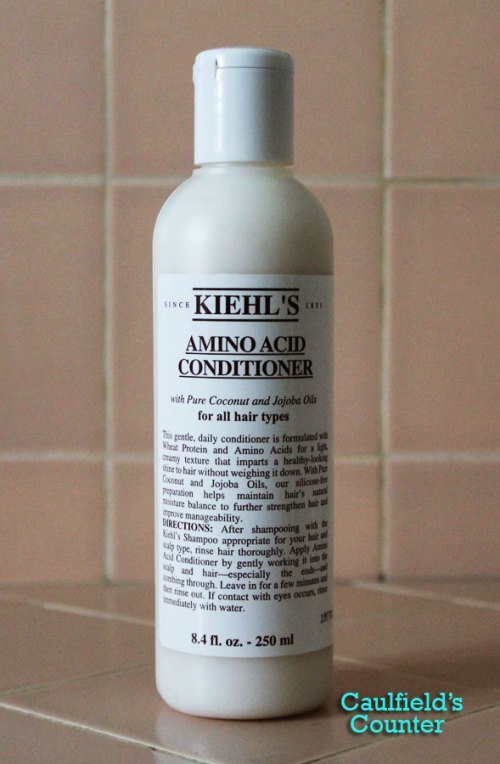 SINCE KIEHL'S 1851
AMINO ACID
CONDITIONER
with Pure Coconut and Jojoba Oils
for all hair types
This gentle, daily conditioner is formulated with
Wheat Protein and Amino Acids for a light,
creamy texture that imparts a healthy-looking
shine to hair without weighing it down. With Pure
Coconut and Jojoba Oils, our silicone-free
preparation helps maintain hair's natural
moisture balance to further strengthen hair and
improve manageability.
DIRECTIONS: After shampooing with the
Kiehl's Shampoo appropriate for your hair and
scalp type, rinse hair thoroughly. Apply Amino
Acid Conditioner by gently working it into the
scalp and hair—especially the ends—and
combing through. Leave in for a few minutes and
then rinse out. If contact with eyes occurs, rinse
immediately with water.
8.4 fl. oz. - 250 ml
Caulfield's
Counter